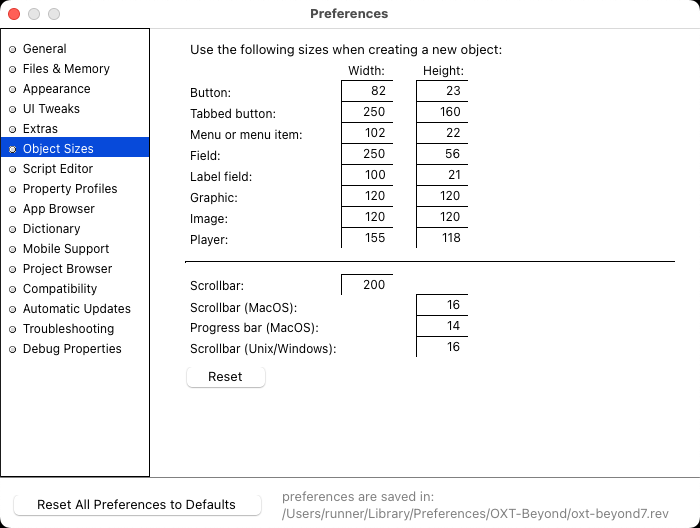 Preferences
General
Files & Memory
Appearance
UI Tweaks
Extras
Object Sizes
Script Editor
Property Profiles
App Browser
Dictionary
Mobile Support
Project Browser
Compatibility
Automatic Updates
Troubleshooting
Debug Properties
Use the following sizes when creating a new object:
Width: Height:
Button: 82 23
Tabbed button: 250 160
Menu or menu item: 102 22
Field: 250 56
Label field: 100 21
Graphic: 120 120
Image: 120 120
Player: 155 118
Scrollbar: 200
Scrollbar (MacOS): 16
Progress bar (MacOS): 14
Scrollbar (Unix/Windows): 16
Reset
Reset All Preferences to Defaults
preferences are saved in:
/Users/runner/Library/Preferences/OXT-Beyond/oxt-beyond7.rev